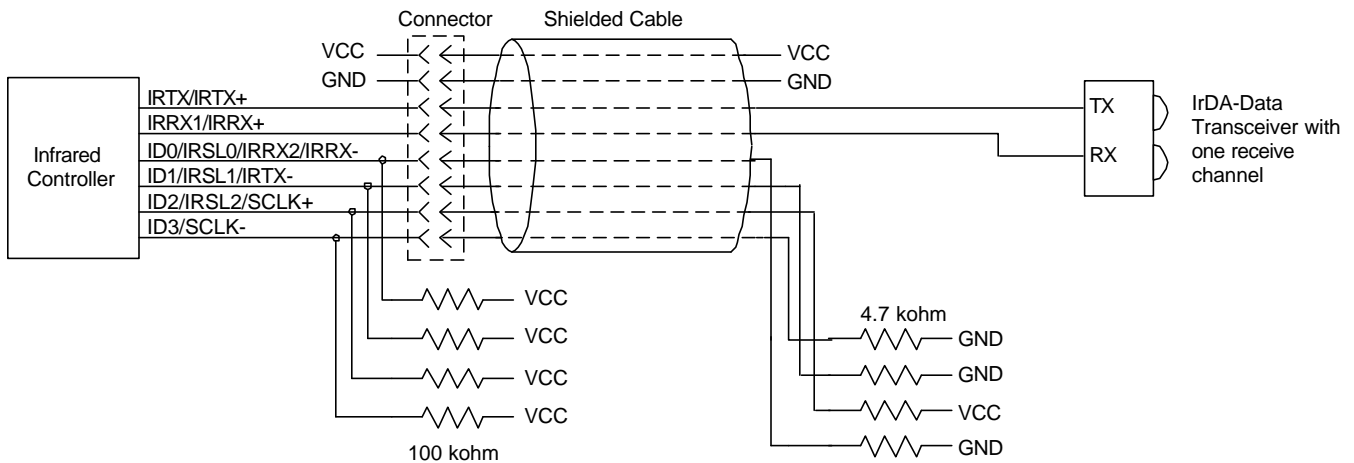 Connector
Shielded Cable
VCC
VCC
GND
GND
IRTX/IRTX+
IRRX1/IRRX+
ID0/IRSL0/IRRX2/IRRX-
ID1/IRSL1/IRTX-
ID2/IRSL2/SCLK+
ID3/SCLK-
Infrared
Controller
TX
RX
IrDA-Data
Transceiver with
one receive
channel
VCC
VCC
VCC
VCC
100 kohm
4.7 kohm
GND
GND
VCC
GND